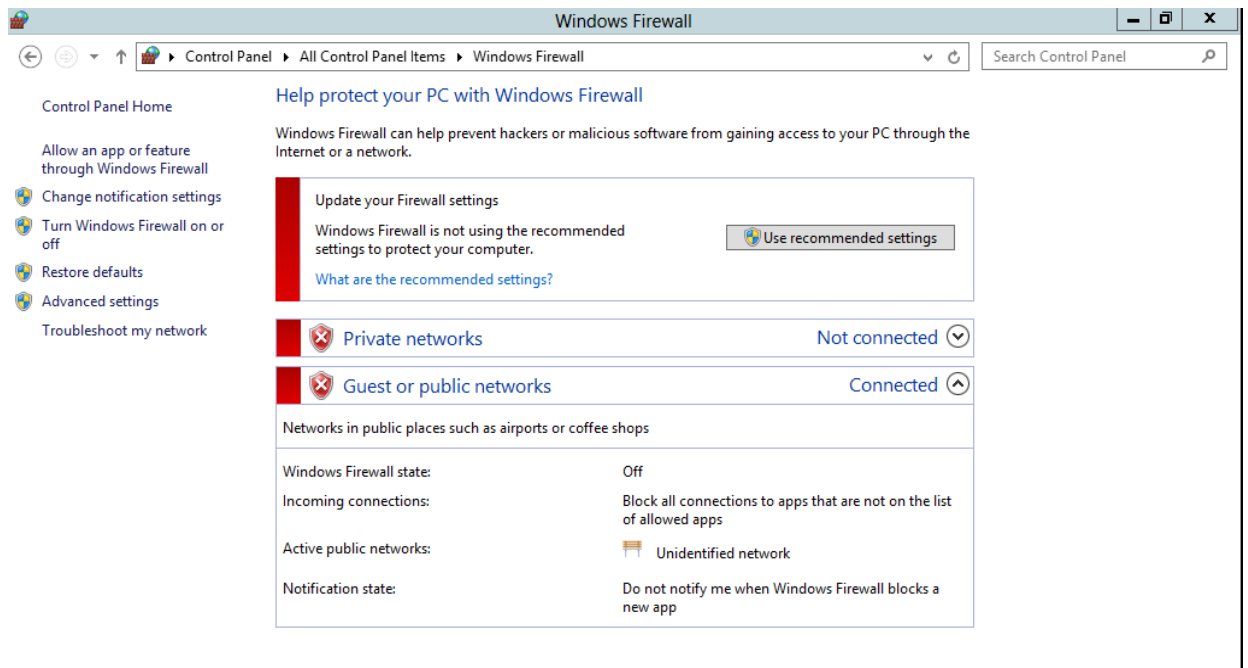 Windows Firewall
Control Panel All Control Panel Items Windows Firewall
Search Control Panel
Control Panel Home
Allow an app or feature
through Windows Firewall
Change notification settings
Turn Windows Firewall on or
off
Restore defaults
Advanced settings
Troubleshoot my network
Help protect your PC with Windows Firewall
Windows Firewall can help prevent hackers or malicious software from gaining access to your PC through the
Internet or a network.
Update your Firewall settings
Windows Firewall is not using the recommended
settings to protect your computer.
Use recommended settings
What are the recommended settings?
Private networks Not connected
Guest or public networks Connected
Networks in public places such as airports or coffee shops
Windows Firewall state: Off
Incoming connections: Block all connections to apps that are not on the list
of allowed apps
Active public networks: Unidentified network
Notification state: Do not notify me when Windows Firewall blocks a
new app